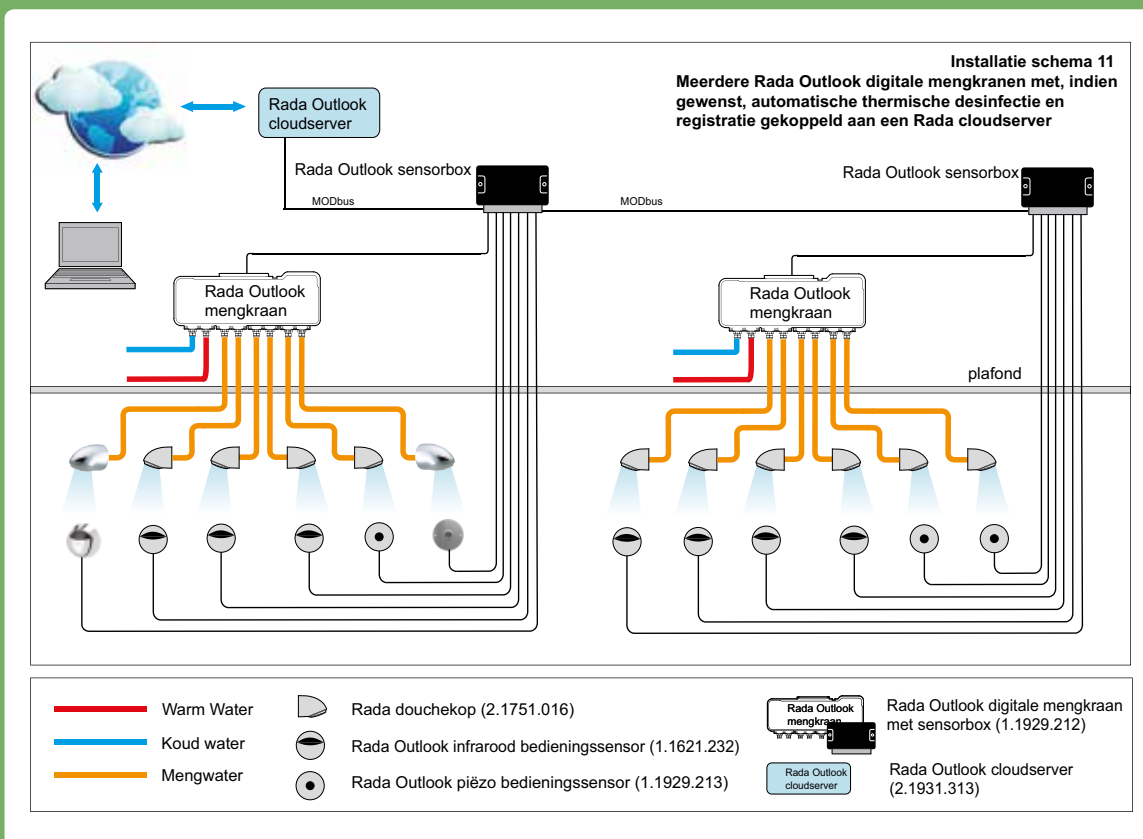 Installatie schema 11
Meerdere Rada Outlook digitale mengkranen met, indien
gewenst, automatische thermische desinfectie en
registratie gekoppeld aan een Rada cloudserver
Rada Outlook
cloudserver
Rada Outlook sensorbox
Rada Outlook sensorbox
MODbus
MODbus
Rada Outlook
mengkraan
Rada Outlook
mengkraan
plafond
Warm Water
Koud water
Mengwater
Rada douchekop (2.1751.016)
Rada Outlook infrarood bedieningssensor (1.1621.232)
Rada Outlook piëzo bedieningssensor (1.1929.213)
Rada Outlook
mengkraan
Rada Outlook digitale mengkraan
met sensorbox (1.1929.212)
Rada Outlook
cloudserver
Rada Outlook cloudserver
(2.1931.313)